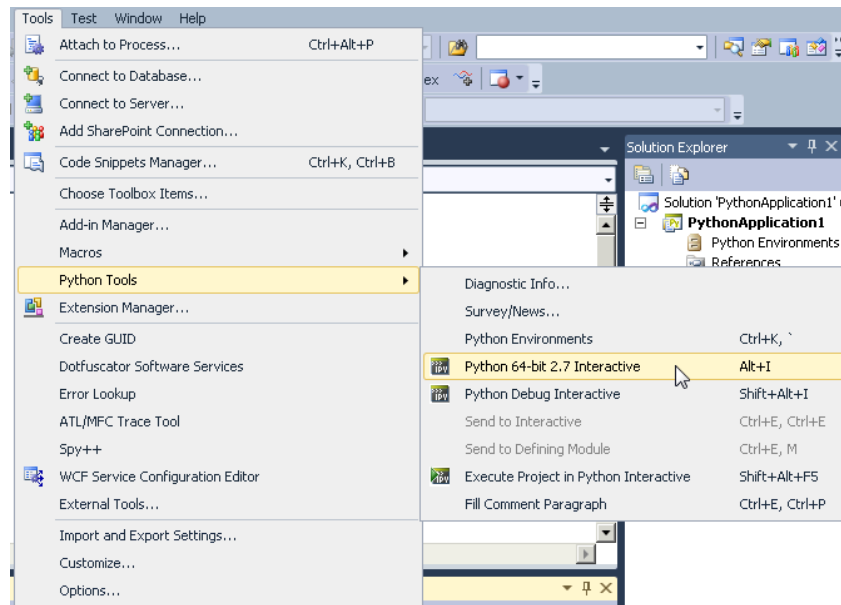 Tools Test Window Help
Attach to Process... Ctrl+Alt+P
Connect to Database...
ex
Connect to Server...
Add SharePoint Connection...
Solution Explorer
Code Snippets Manager... Ctrl+K, Ctrl+B
Choose Toolbox Items...
Solution 'PythonApplication1' (
Add-in Manager...
PythonApplication1
Macros
Python Environments
References
Python Tools
Diagnostic Info...
Extension Manager...
Survey/News...
Create GUID
Python Environments Ctrl+K, `
Dotfuscator Software Services
Python 64-bit 2.7 Interactive Alt+I
Error Lookup
Python Debug Interactive Shift+Alt+I
ATL/MFC Trace Tool
Send to Interactive Ctrl+E, Ctrl+E
Spy++
Send to Defining Module Ctrl+E, M
WCF Service Configuration Editor
Execute Project in Python Interactive Shift+Alt+F5
External Tools...
Fill Comment Paragraph Ctrl+E, Ctrl+P
Import and Export Settings...
Customize...
Options...